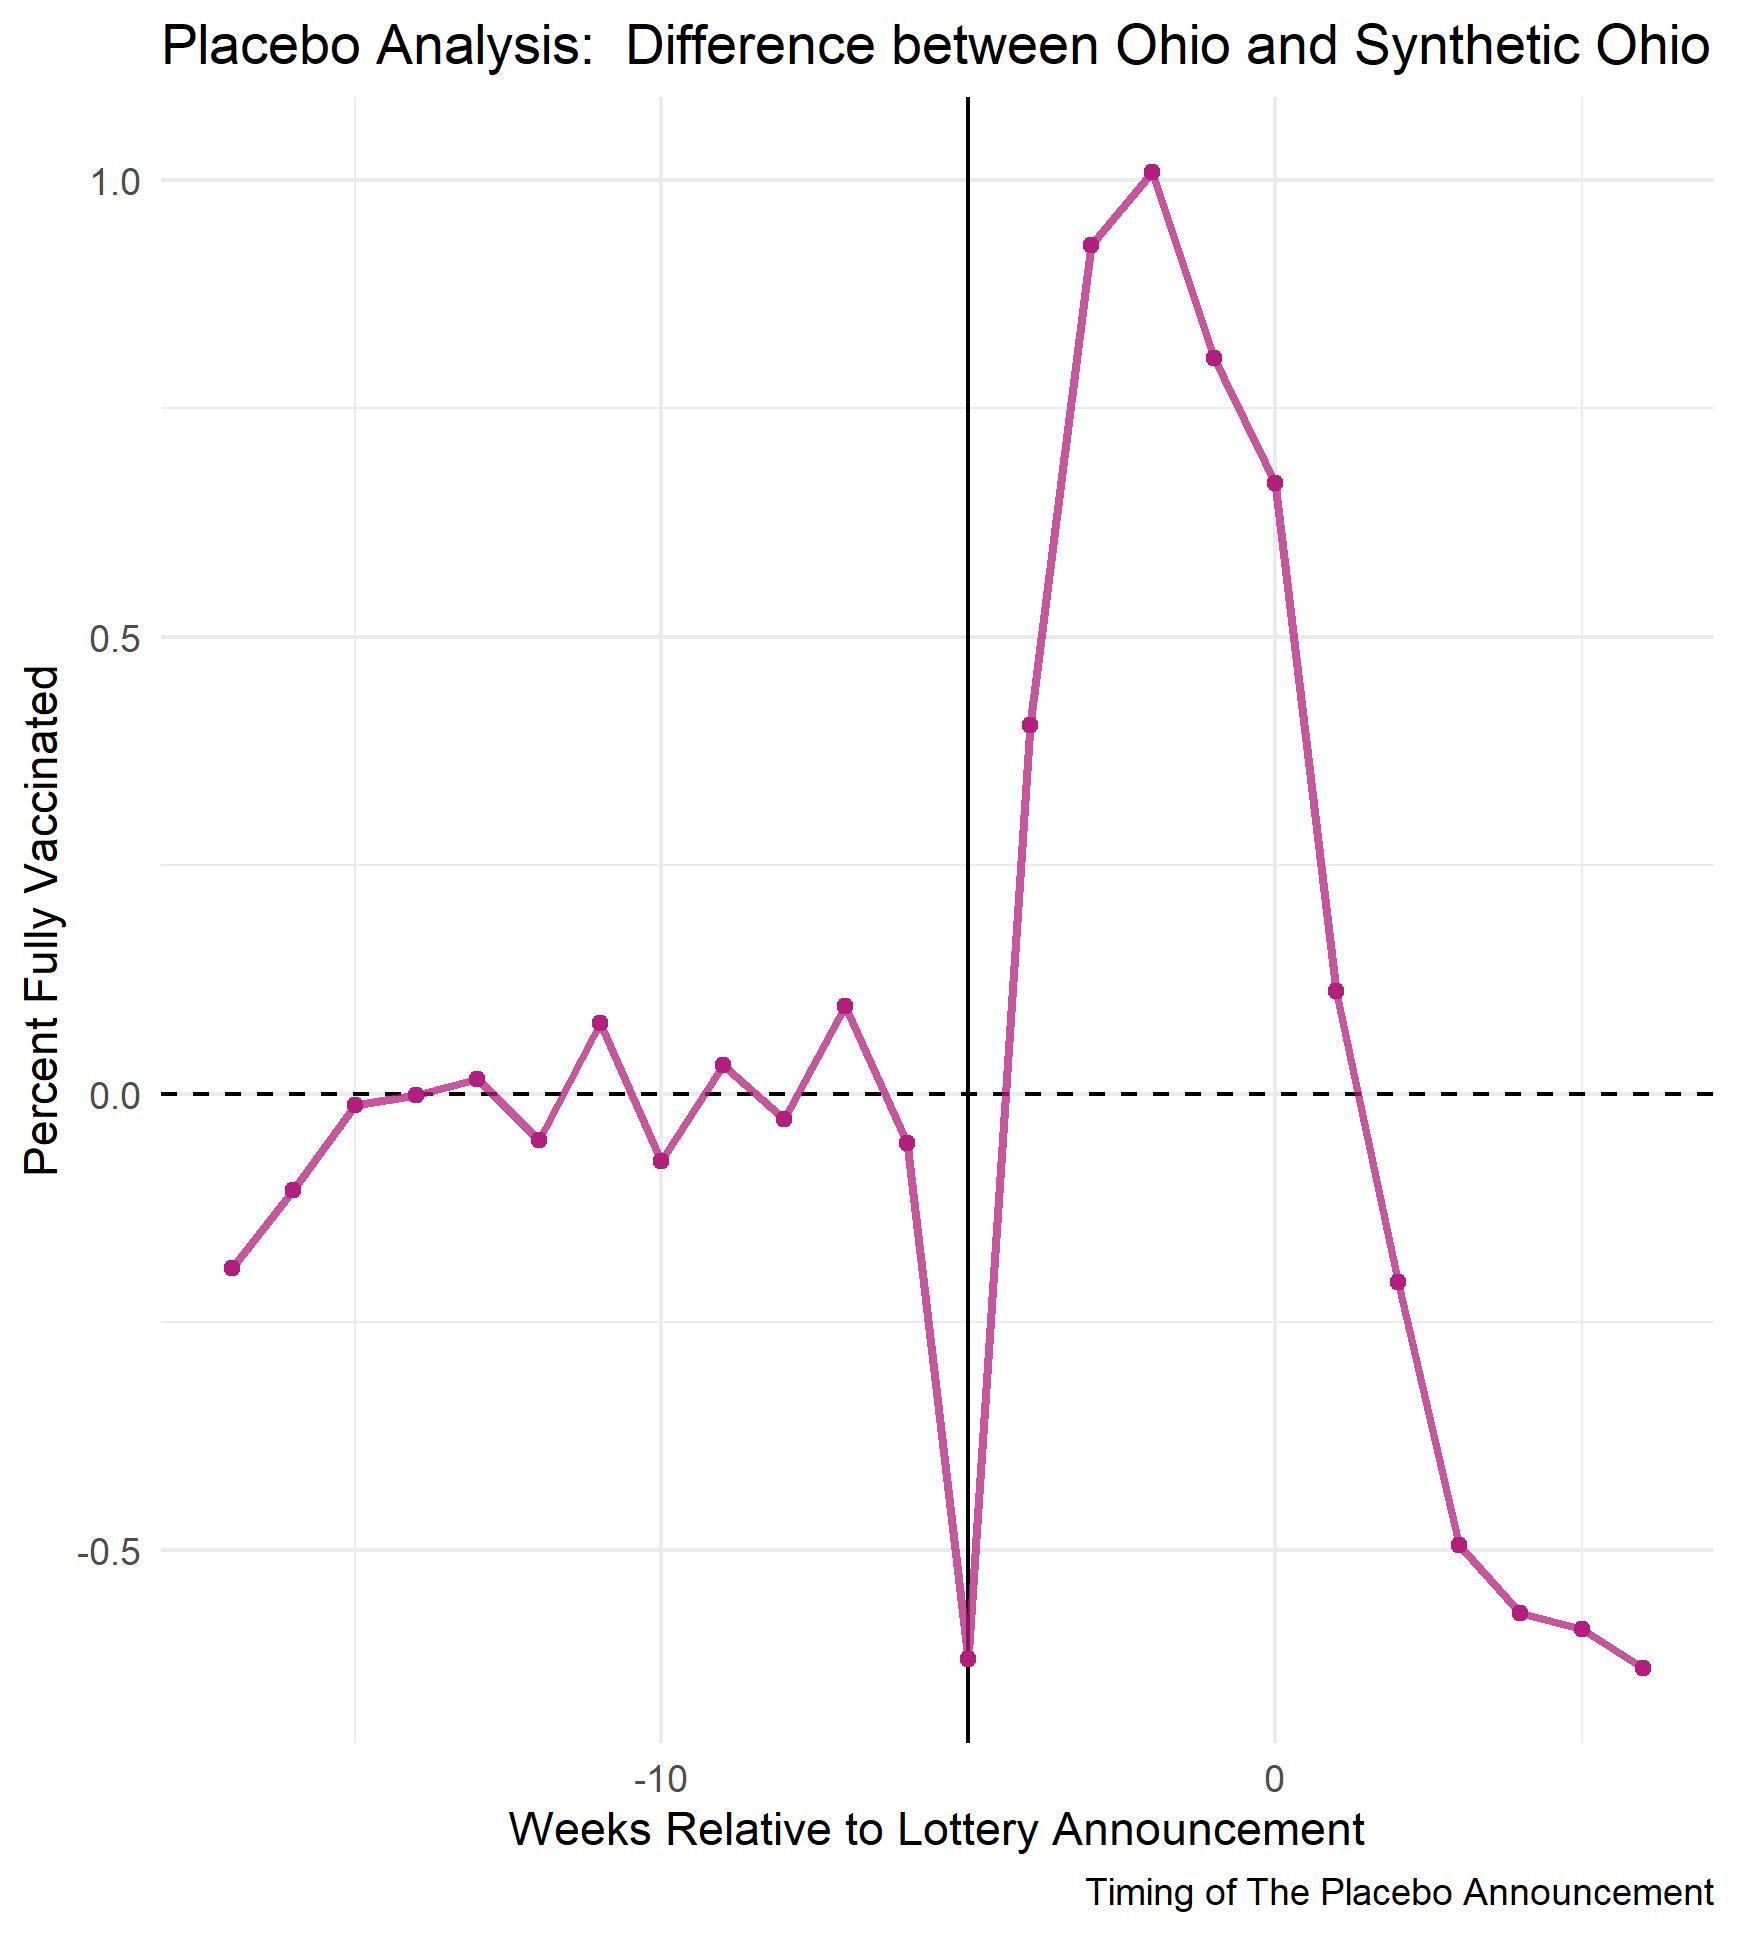 Placebo Analysis:  Difference between Ohio and Synthetic Ohio
1.0
0.5
0.0
-0.5
Percent Fully Vaccinated
-10
0
Weeks Relative to Lottery Announcement
Timing of The Placebo Announcement